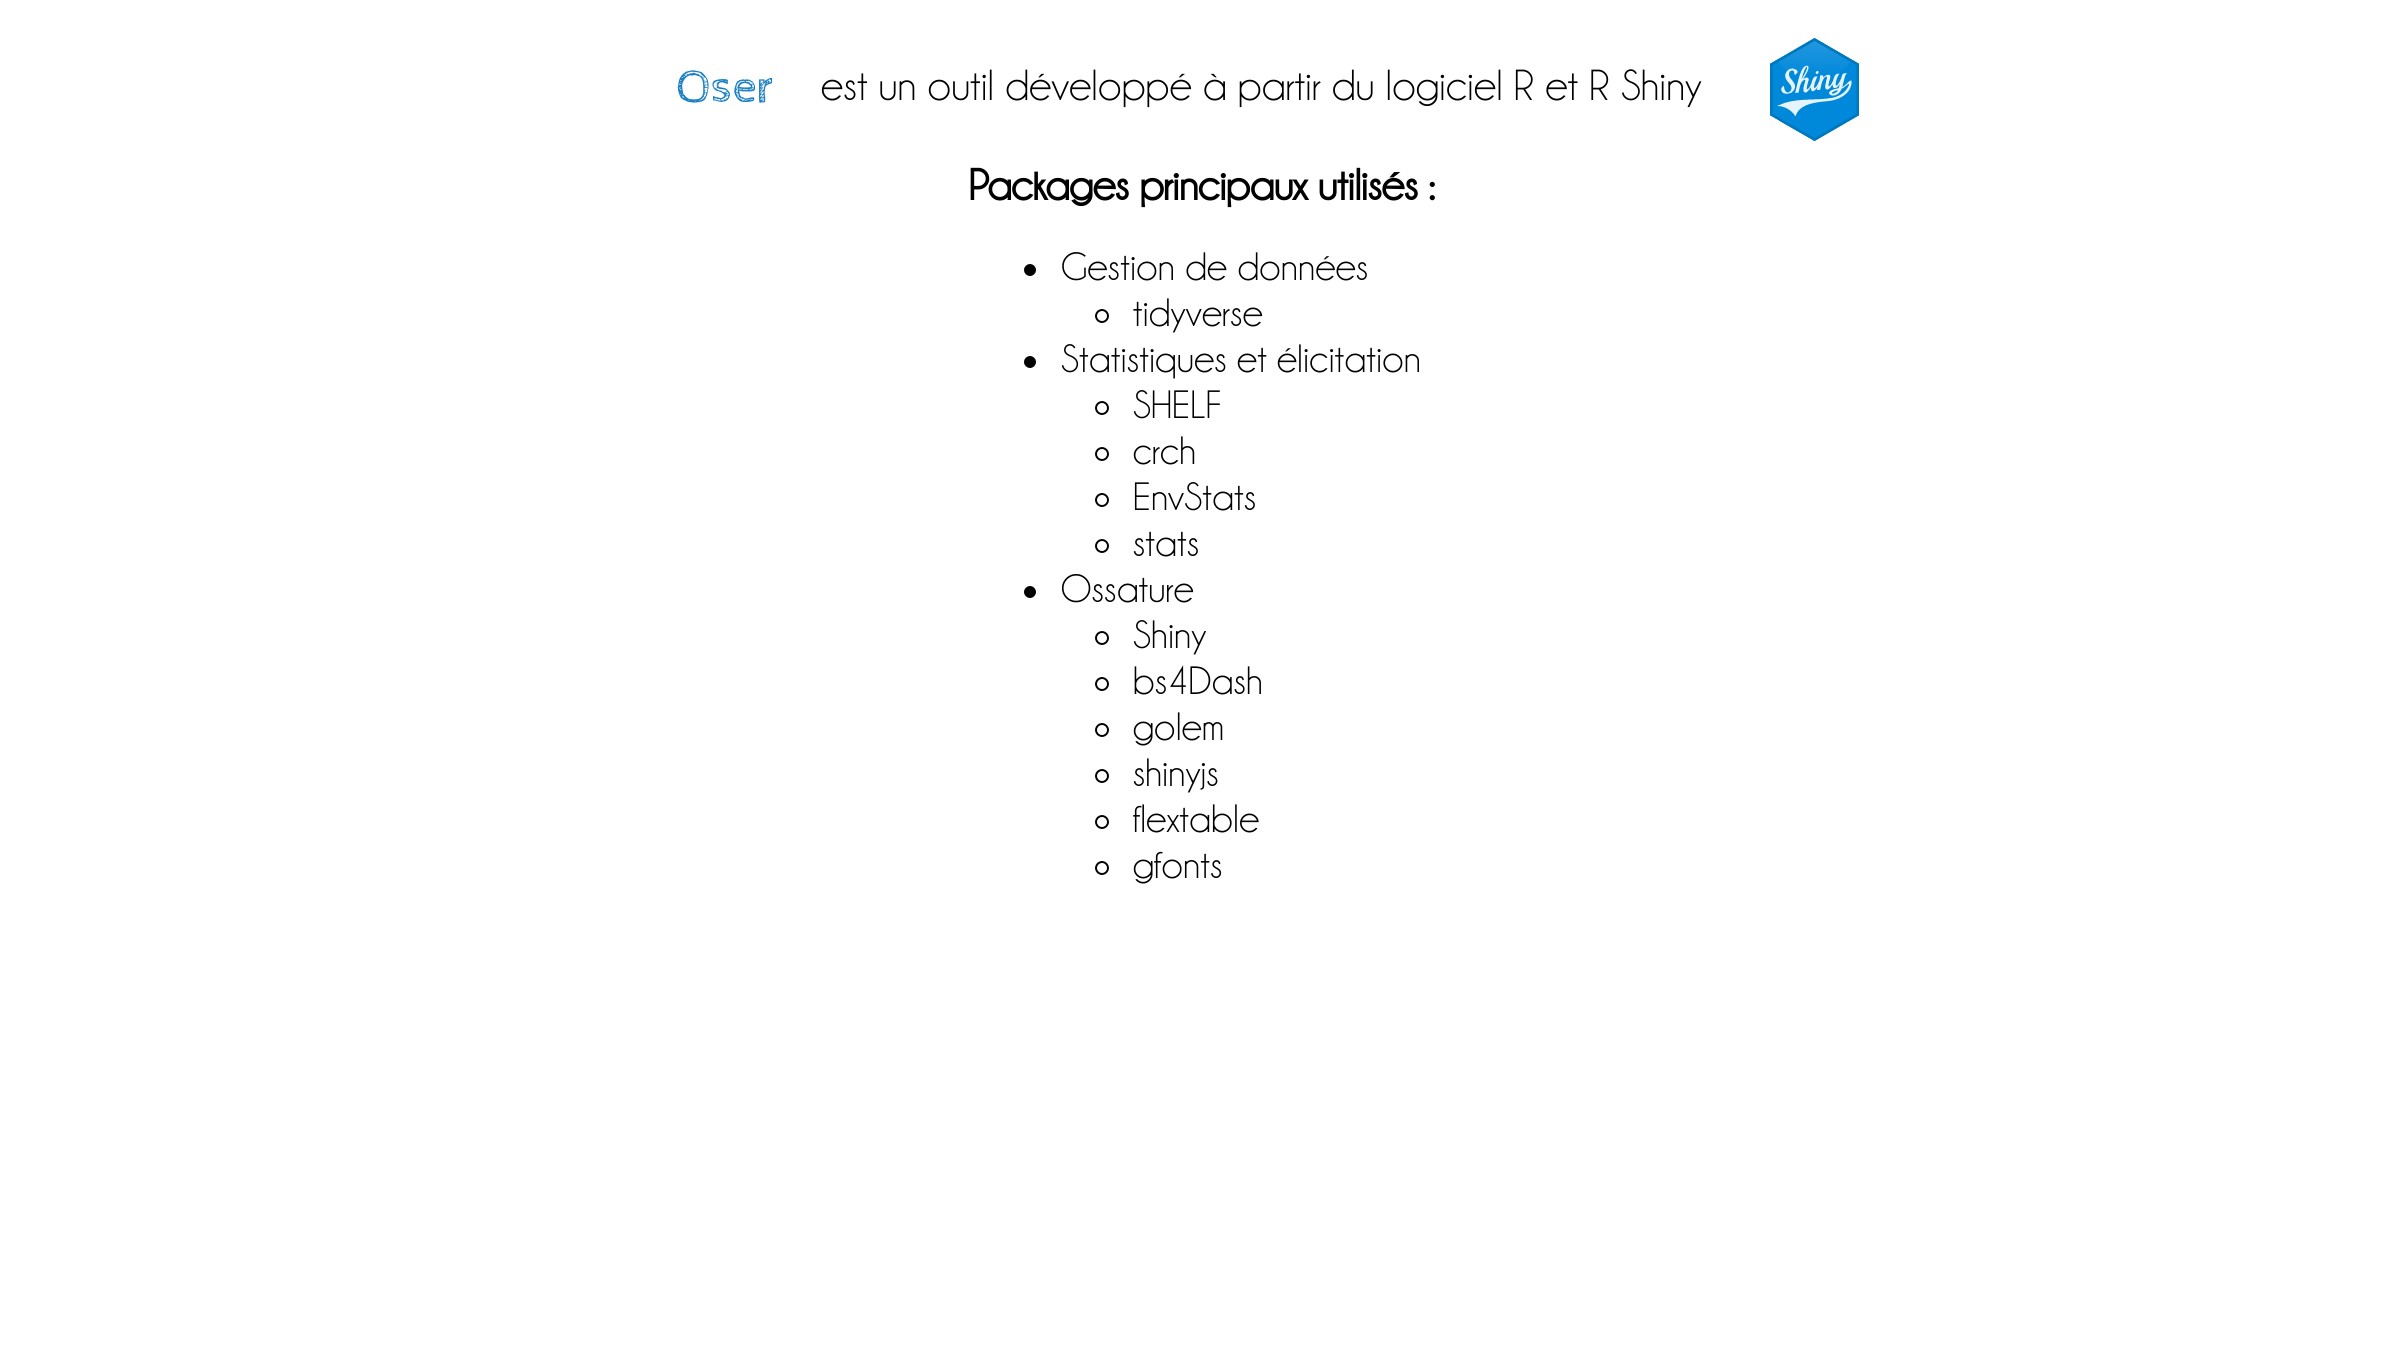 Oser est un outil développé à partir du logiciel R et R Shiny
Shiny
Packages principaux utilisés :
Gestion de données
tidyverse
Statistiques et élicitation
SHELF
crch
EnvStats
stats
Ossature
Shiny
bs4Dash
golem
shinyjs
flextable
gfonts